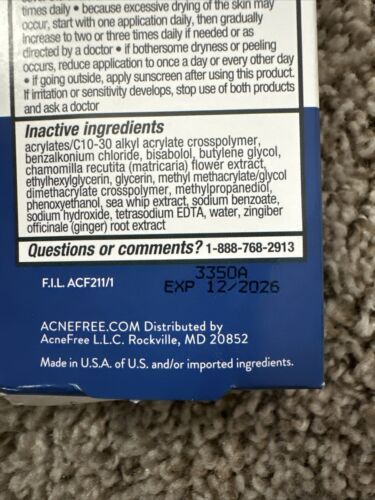 times daily • because excessive drying of the skin may
occur, start with one application daily, then gradually
increase to two or three times daily if needed or as
directed by a doctor • if bothersome dryness or peeling
occurs, reduce application to once a day or every other day
• if going outside, apply sunscreen after using this product.
If irritation or sensitivity develops, stop use of both products
and ask a doctor
Inactive ingredients
acrylates/C10-30 alkyl acrylate crosspolymer,
benzalkonium chloride, bisabolol, butylene glycol,
chamomilla recutita (matricaria) flower extract,
ethylhexylglycerin, glycerin, methyl methacrylate/glycol
dimethacrylate crosspolymer, methylpropanediol,
phenoxyethanol, sea whip extract, sodium benzoate,
sodium hydroxide, tetrasodium EDTA, water, zingiber
officinale (ginger) root extract
Questions or comments? 1-888-768-2913
3350A
F.I.L. ACF211/1
EXP 12/2026
ACNEFREE.COM Distributed by
AcneFree L.L.C. Rockville, MD 20852
Made in U.S.A. of U.S. and/or imported ingredients.